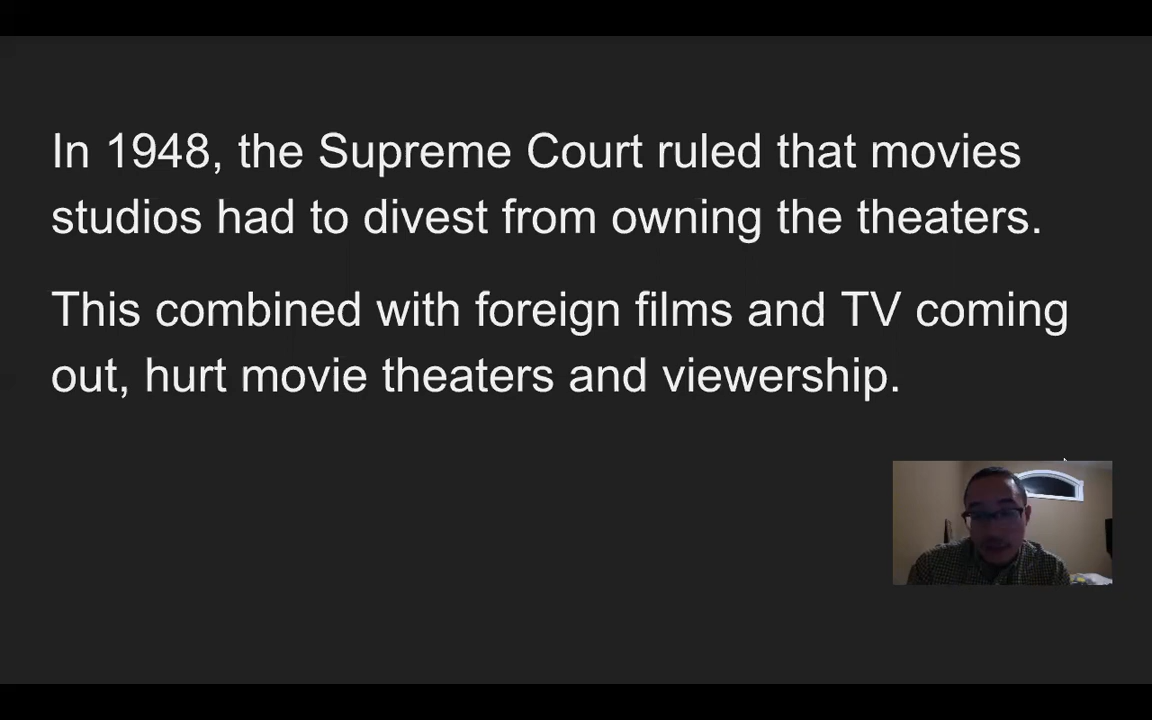 In 1948, the Supreme Court ruled that movies
studios had to divest from owning the theaters.
This combined with foreign films and TV coming
out, hurt movie theaters and viewership.